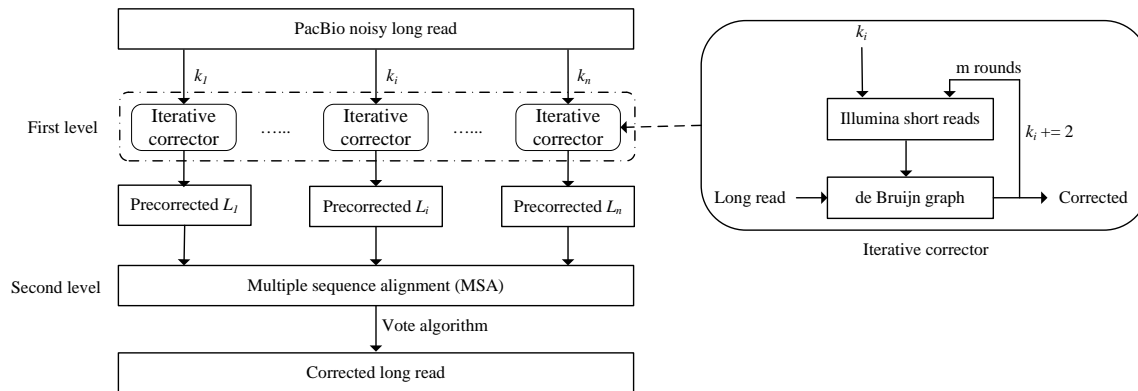 PacBio noisy long read
k1
ki
kn
First level
Iterative
corrector
......
Iterative
corrector
......
Iterative
corrector
Precorrected L1
Precorrected Li
Precorrected Ln
Second level
Multiple sequence alignment (MSA)
Vote algorithm
Corrected long read
ki
m rounds
Illumina short reads
ki += 2
Long read
de Bruijn graph
Corrected
Iterative corrector